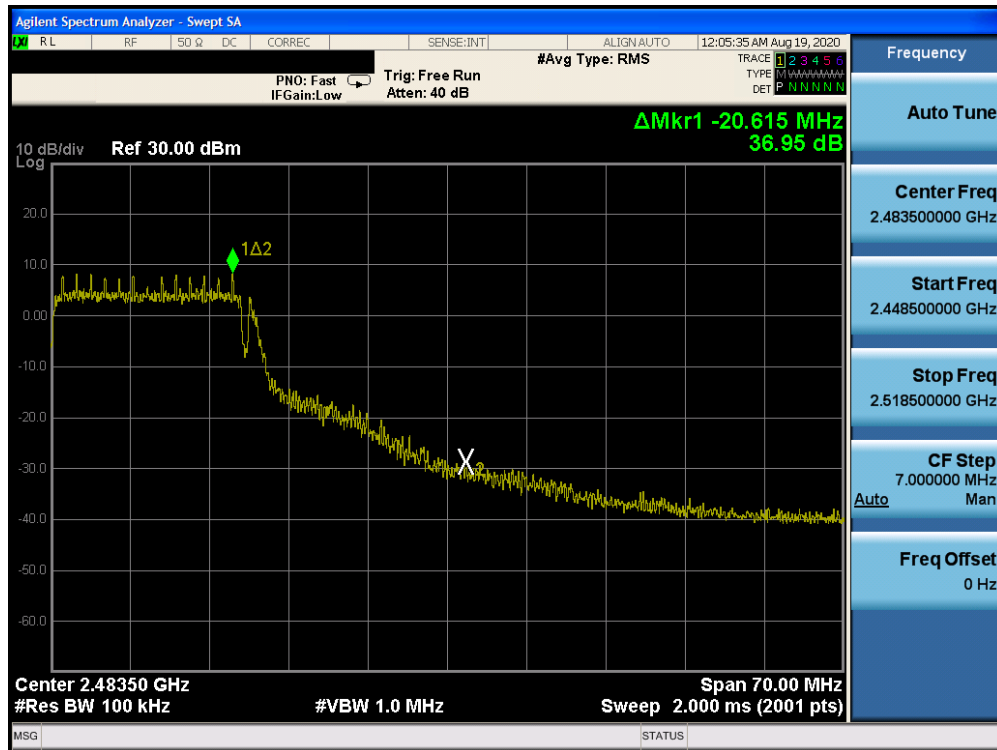 Agilent Spectrum Analyzer - Swept SA
LXI RL RF 50 Ω DC CORREC SENSE:INT ALIGN AUTO 12:05:35 AM Aug 19, 2020
Frequency
#Avg Type: RMS
TRACE 1 2 3 4 5 6
PNO: Fast Trig: Free Run
TYPE M WWWWW
IFGain:Low Atten: 40 dB
DET P N N N N N
Auto Tune
ΔMkr1 -20.615 MHz
36.95 dB
10 dB/div Ref 30.00 dBm
Log
20.0
10.0
0.00
-10.0
-20.0
-30.0
-40.0
-50.0
-60.0
1Δ2
X2
Center Freq
2.483500000 GHz
Start Freq
2.448500000 GHz
Stop Freq
2.518500000 GHz
CF Step
7.000000 MHz
Auto Man
Freq Offset
0 Hz
Center 2.48350 GHz Span 70.00 MHz
#Res BW 100 kHz #VBW 1.0 MHz Sweep 2.000 ms (2001 pts)
MSG STATUS